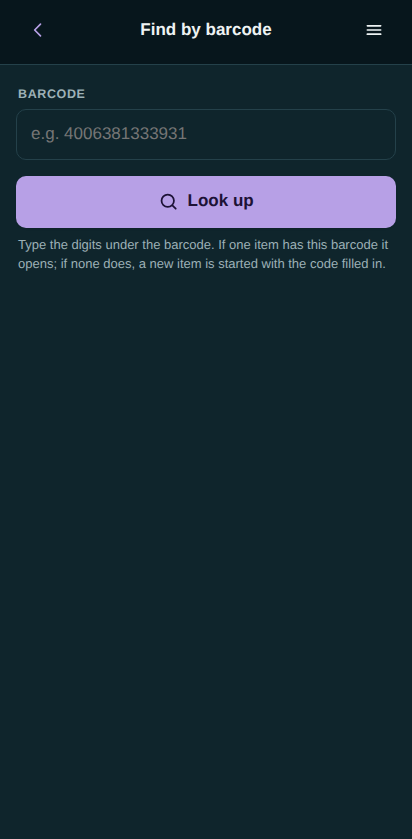 Find by barcode
BARCODE
e.g. 4006381333931
Look up
Type the digits under the barcode. If one item has this barcode it
opens; if none does, a new item is started with the code filled in.